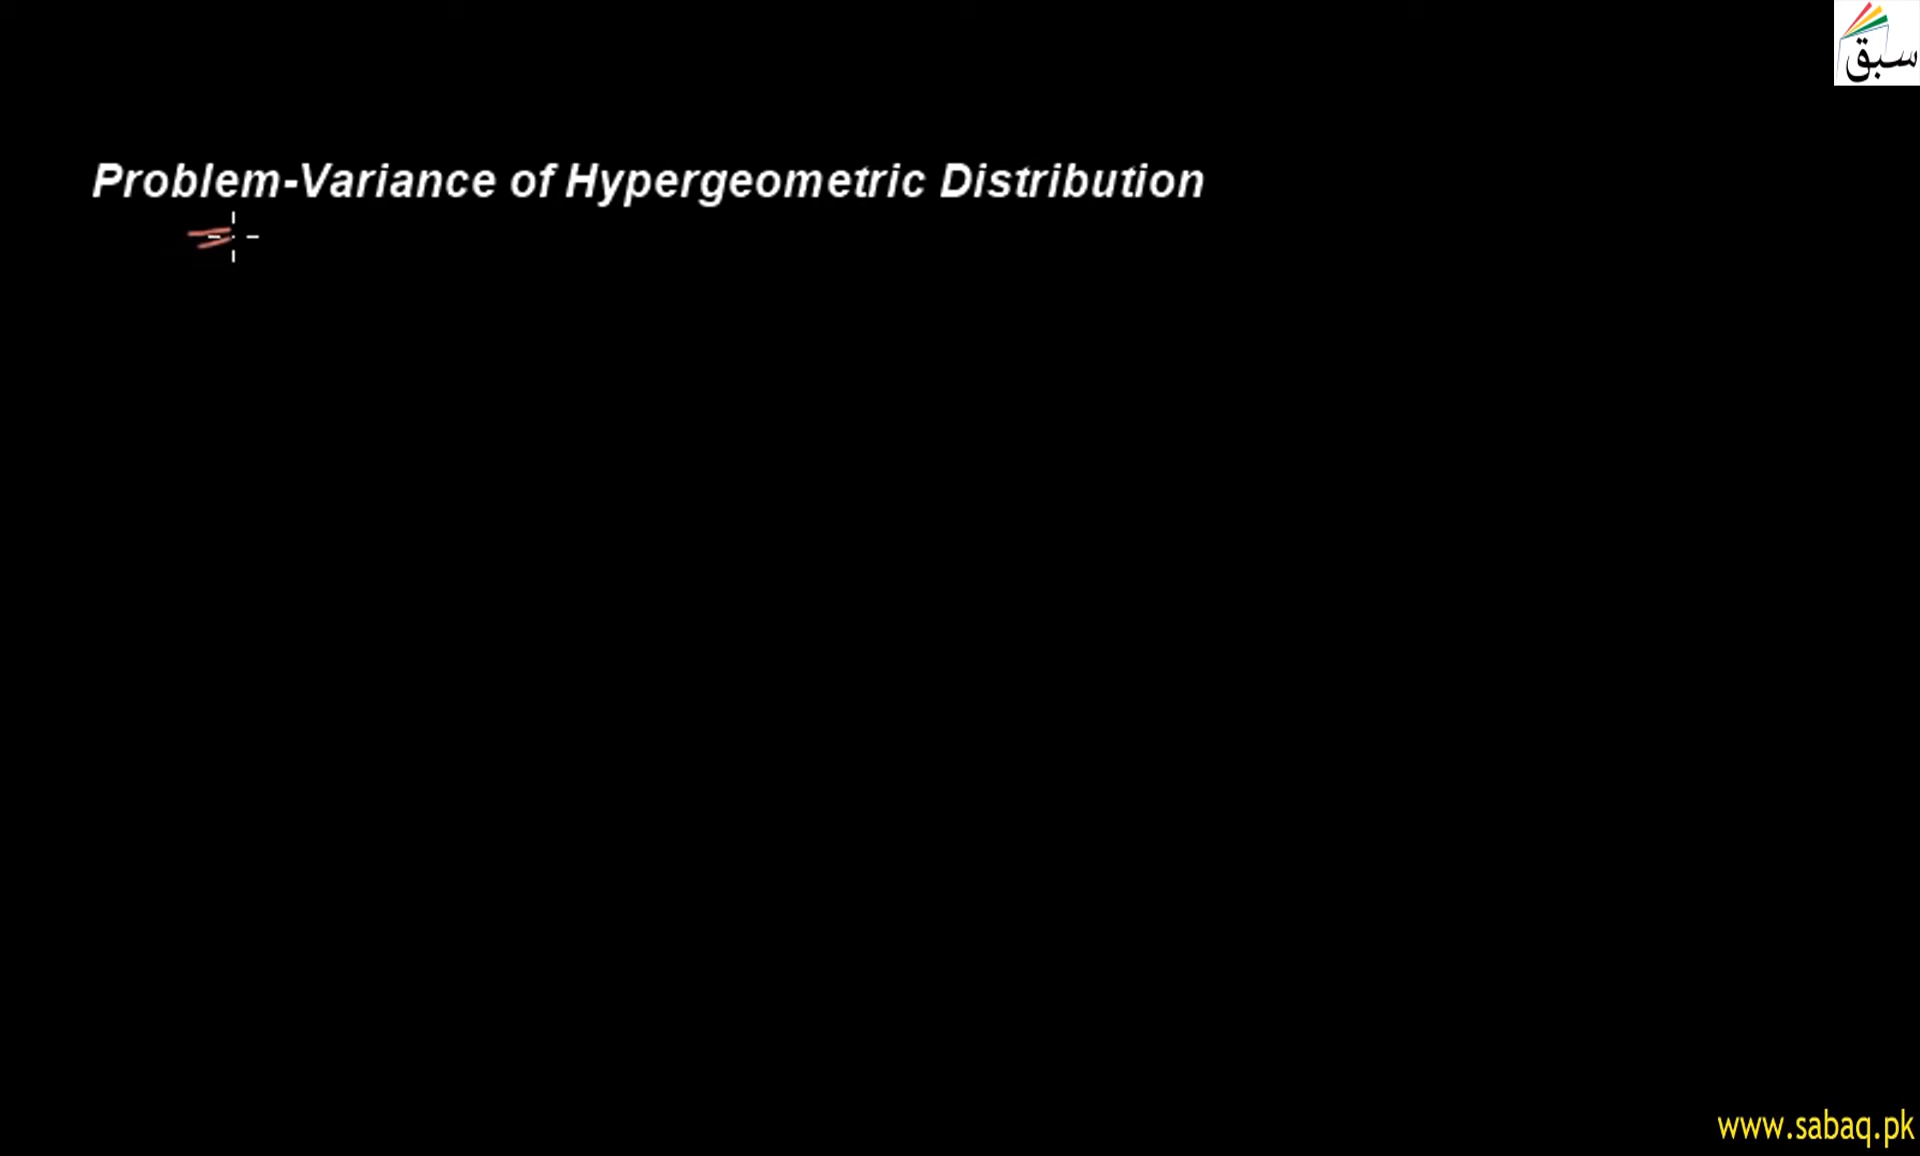 سبق
Problem-Variance of Hypergeometric Distribution
www.sabaq.pk